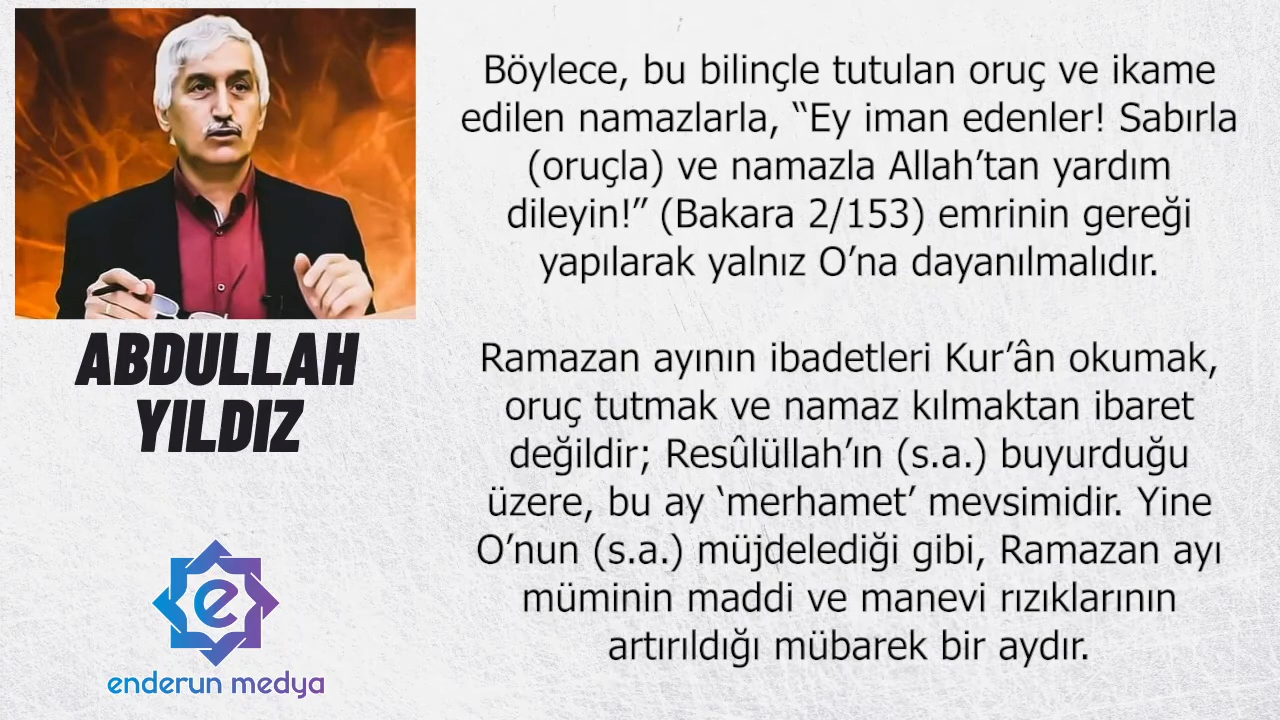 ABDULLAH
YILDIZ
enderun medya
Böylece, bu bilinçle tutulan oruç ve ikame
edilen namazlarla, “Ey iman edenler! Sabırla
(oruçla) ve namazla Allah’tan yardım
dileyin!” (Bakara 2/153) emrinin gereği
yapılarak yalnız O’na dayanılmalıdır.
Ramazan ayının ibadetleri Kur’ân okumak,
oruç tutmak ve namaz kılmaktan ibaret
değildir; Resûlüllah’ın (s.a.) buyurduğu
üzere, bu ay ‘merhamet’ mevsimidir. Yine
O’nun (s.a.) müjdelediği gibi, Ramazan ayı
müminin maddi ve manevi rızıklarının
artırıldığı mübarek bir aydır.